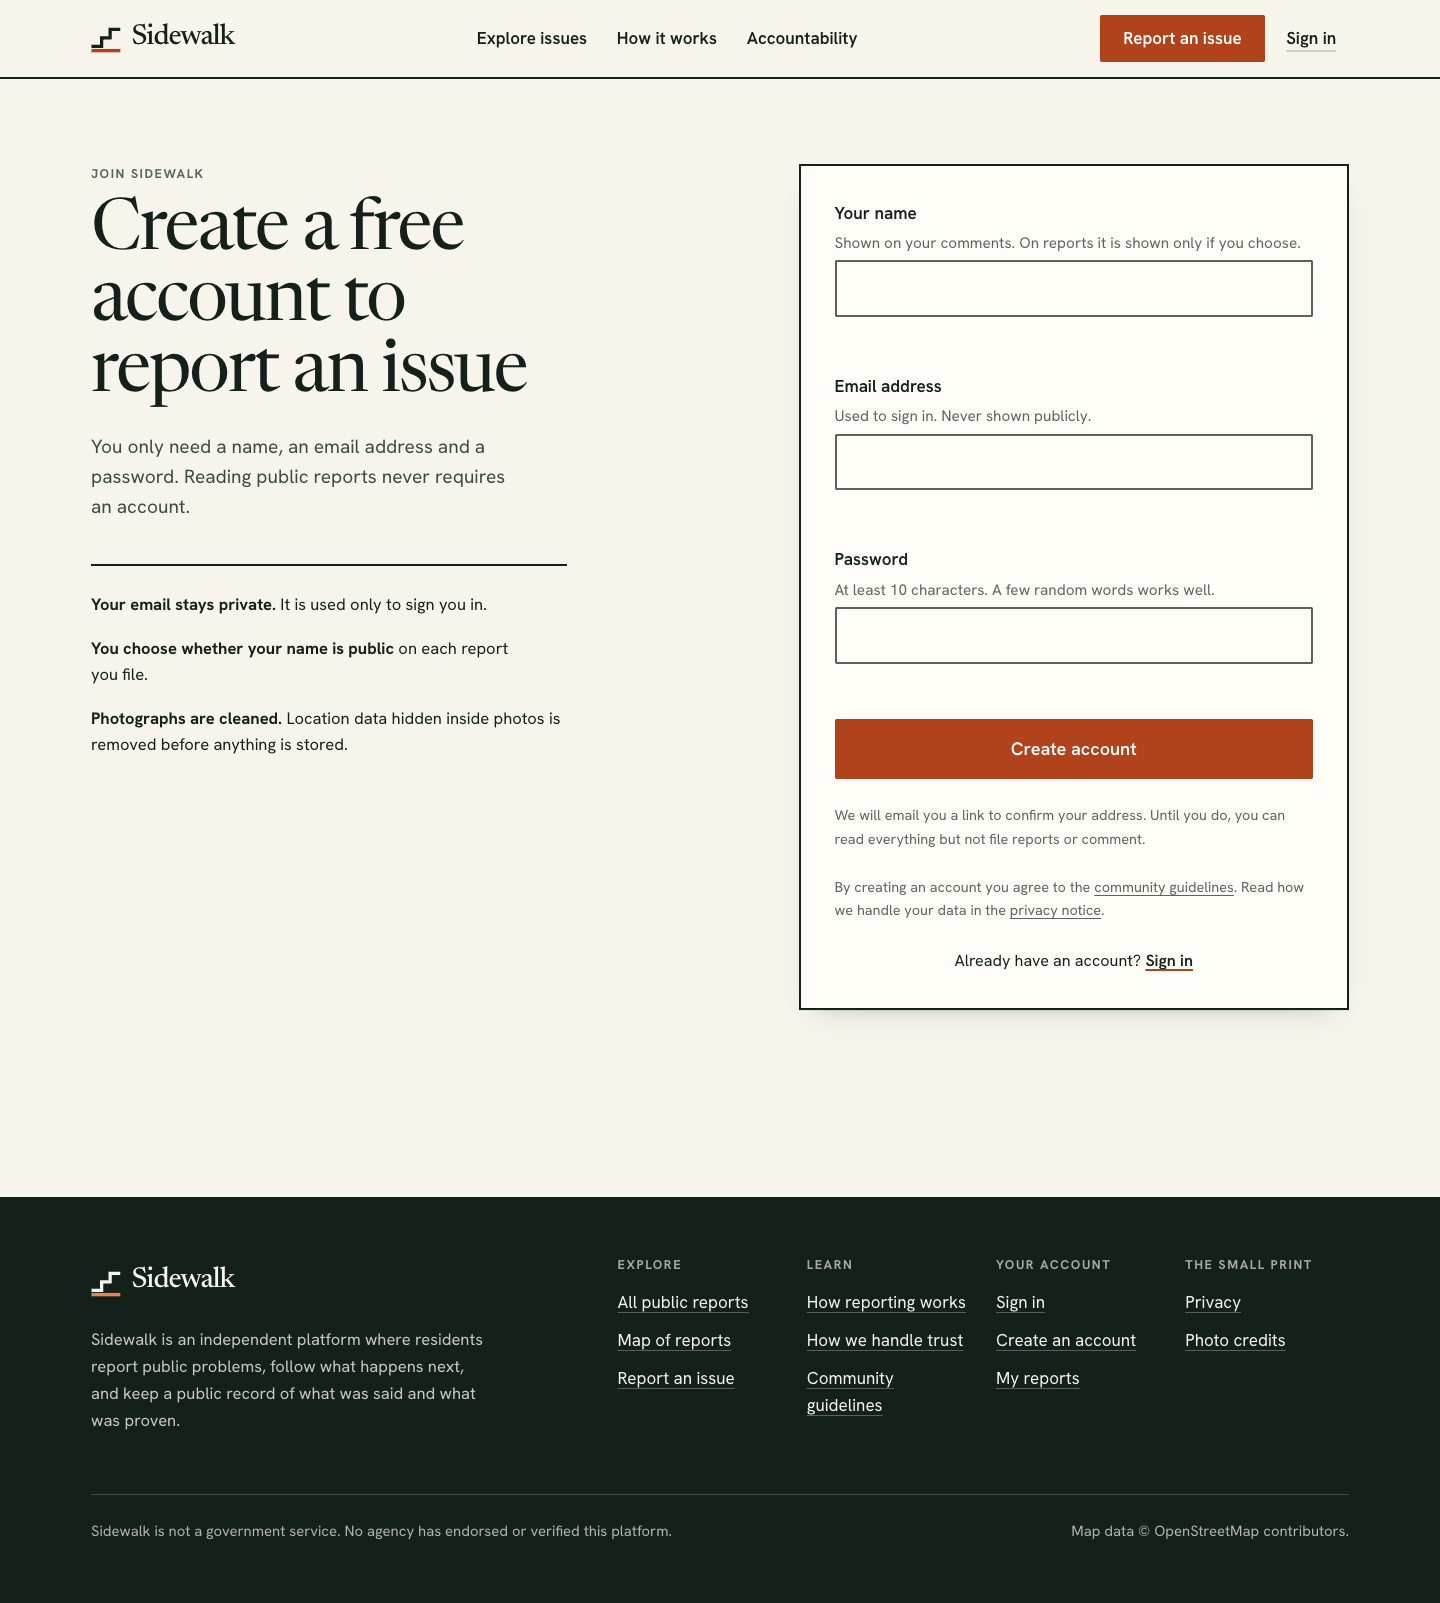 Sidewalk
Explore issues
How it works
Accountability
Report an issue
Sign in
JOIN SIDEWALK
Create a free
account to
report an issue
You only need a name, an email address and a
password. Reading public reports never requires
an account.
Your email stays private. It is used only to sign you in.
You choose whether your name is public on each report
you file.
Photographs are cleaned. Location data hidden inside photos is
removed before anything is stored.
Your name
Shown on your comments. On reports it is shown only if you choose.
Email address
Used to sign in. Never shown publicly.
Password
At least 10 characters. A few random words works well.
Create account
We will email you a link to confirm your address. Until you do, you can
read everything but not file reports or comment.
By creating an account you agree to the community guidelines. Read how
we handle your data in the privacy notice.
Already have an account? Sign in
Sidewalk
Sidewalk is an independent platform where residents
report public problems, follow what happens next,
and keep a public record of what was said and what
was proven.
EXPLORE
All public reports
Map of reports
Report an issue
LEARN
How reporting works
How we handle trust
Community
guidelines
YOUR ACCOUNT
Sign in
Create an account
My reports
THE SMALL PRINT
Privacy
Photo credits
Sidewalk is not a government service. No agency has endorsed or verified this platform.
Map data © OpenStreetMap contributors.